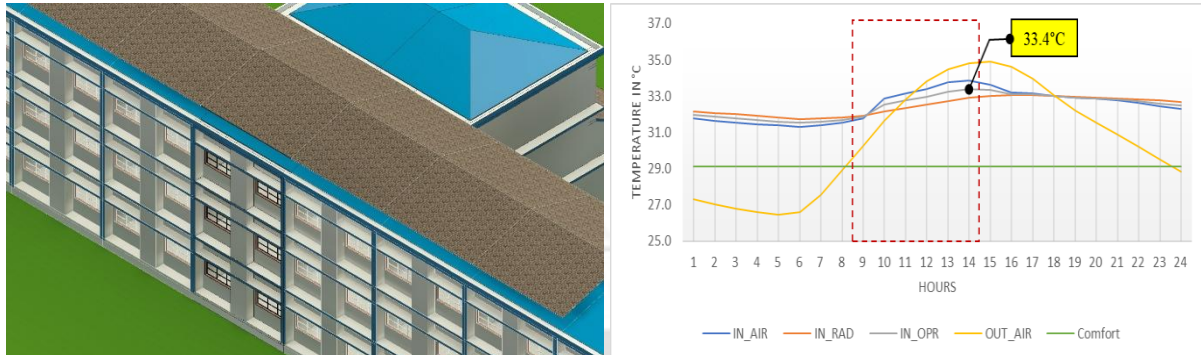 37.0
35.0
33.0
31.0
29.0
27.0
25.0
TEMPERATURE IN °C
33.4°C
1 2 3 4 5 6 7 8 9 10 11 12 13 14 15 16 17 18 19 20 21 22 23 24
HOURS
IN_AIR IN_RAD IN_OPR OUT_AIR Comfort